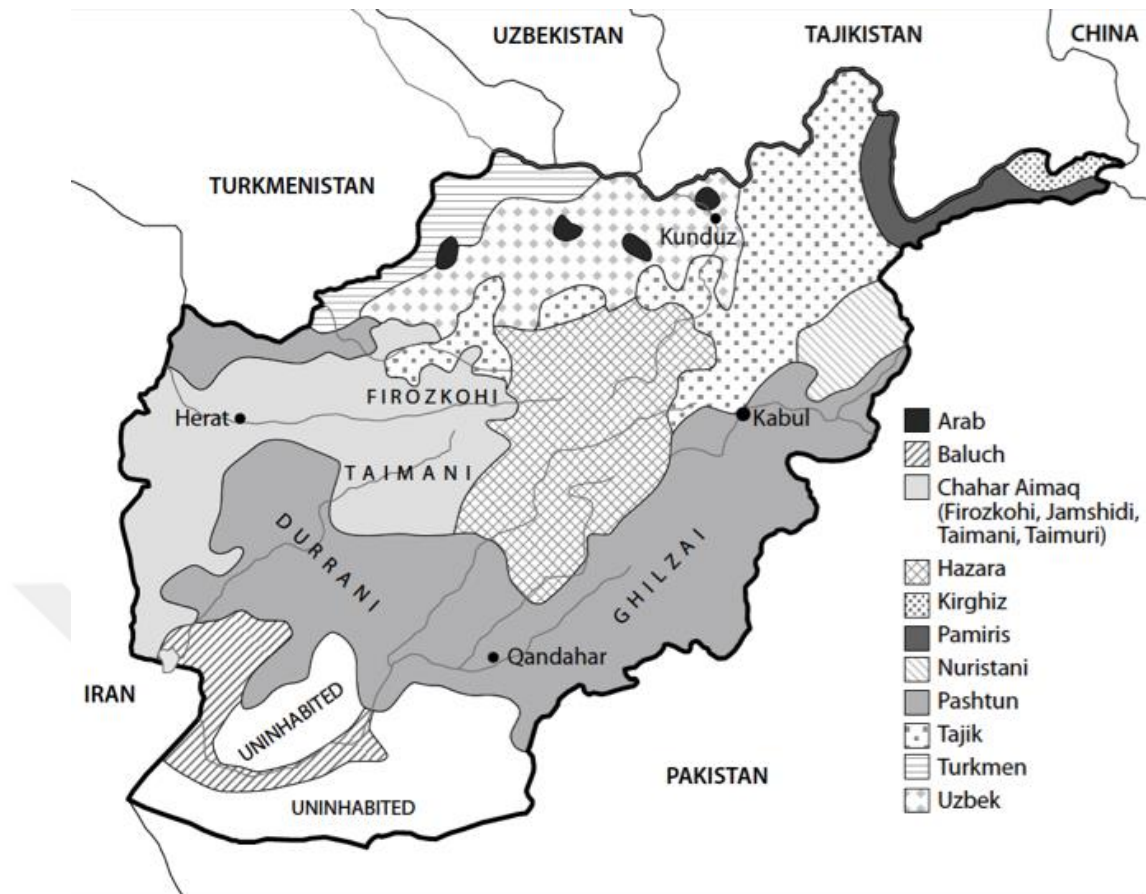 UZBEKISTAN
TAJIKISTAN
CHINA
TURKMENISTAN
Kunduz
FIROZKOHI
Herat
Kabul
TAIMANI
DURRANI
GHILZAI
Qandahar
IRAN
UNINHABITED
UNINHABITED
PAKISTAN
Arab
Baluch
Chahar Aimaq
(Firozkohi, Jamshidi,
Taimani, Taimuri)
Hazara
Kirghiz
Pamiris
Nuristani
Pashtun
Tajik
Turkmen
Uzbek